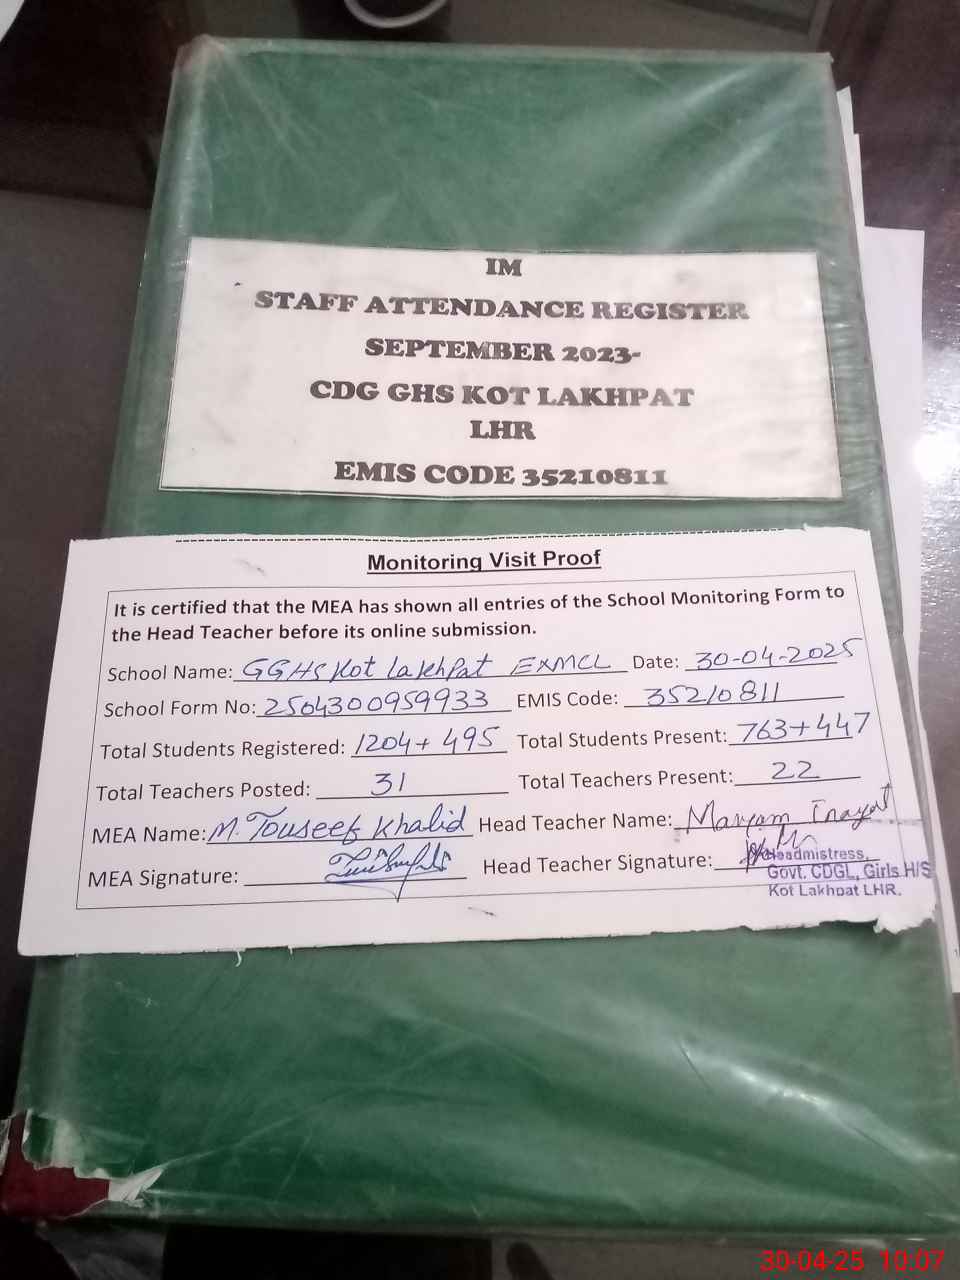 IM
STAFF ATTENDANCE REGISTER
SEPTEMBER 2023-
CDG GHS KOT LAKHPAT
LHR
EMIS CODE 35210811
Monitoring Visit Proof
It is certified that the MEA has shown all entries of the School Monitoring Form to
the Head Teacher before its online submission.
School Name: GGHS Kot Lakhpat EXMCL Date: 30-04-2025
School Form No: 2504300959933 EMIS Code: 35210811
Total Students Registered: 1204+ 495 Total Students Present: 763+447
Total Teachers Posted: 31 Total Teachers Present: 22
MEA Name: M. Touseef Khalid Head Teacher Name: Maryam Inayat
MEA Signature: Head Teacher Signature:
Headmistress,
Govt. CDGL, Girls H/S
Kot Lakhpat LHR.
30-04-25 10:07